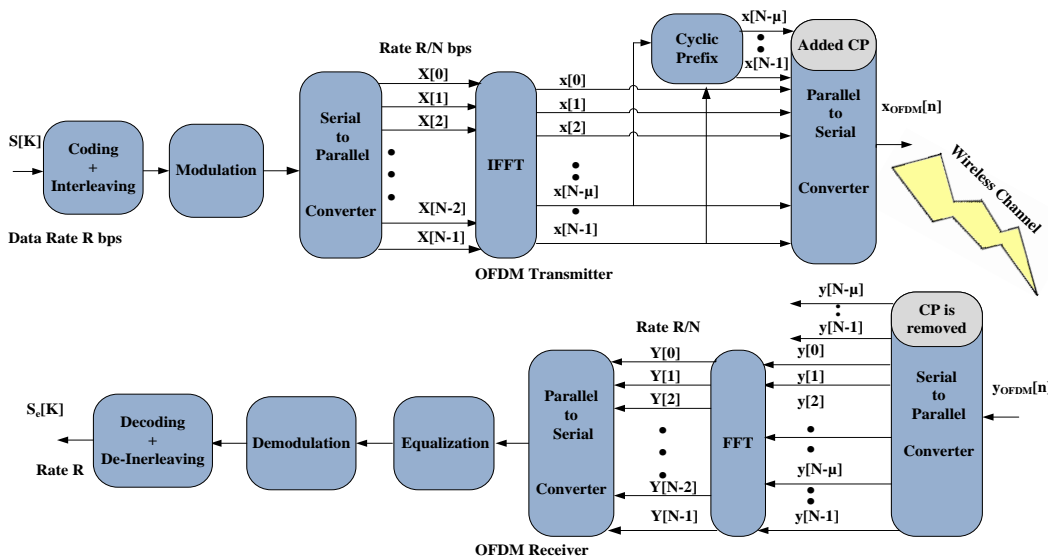 S[K]
Coding
+
Interleaving
Data Rate R bps
Modulation
Serial
to
Parallel
Converter
Rate R/N bps
X[0]
X[1]
X[2]
X[N-2]
X[N-1]
IFFT
x[0]
x[1]
x[2]
x[N-μ]
x[N-1]
Cyclic
Prefix
x[N-μ]
x[N-1]
Added CP
Parallel
to
Serial
Converter
xOFDM[n]
Wireless Channel
OFDM Transmitter
CP is
removed
Serial
to
Parallel
Converter
yOFDM[n]
y[N-μ]
y[N-1]
y[0]
y[1]
y[2]
y[N-μ]
y[N-1]
FFT
Rate R/N
Y[0]
Y[1]
Y[2]
Y[N-2]
Y[N-1]
Parallel
to
Serial
Converter
Equalization
Demodulation
Decoding
+
De-Inerleaving
Se[K]
Rate R
OFDM Receiver